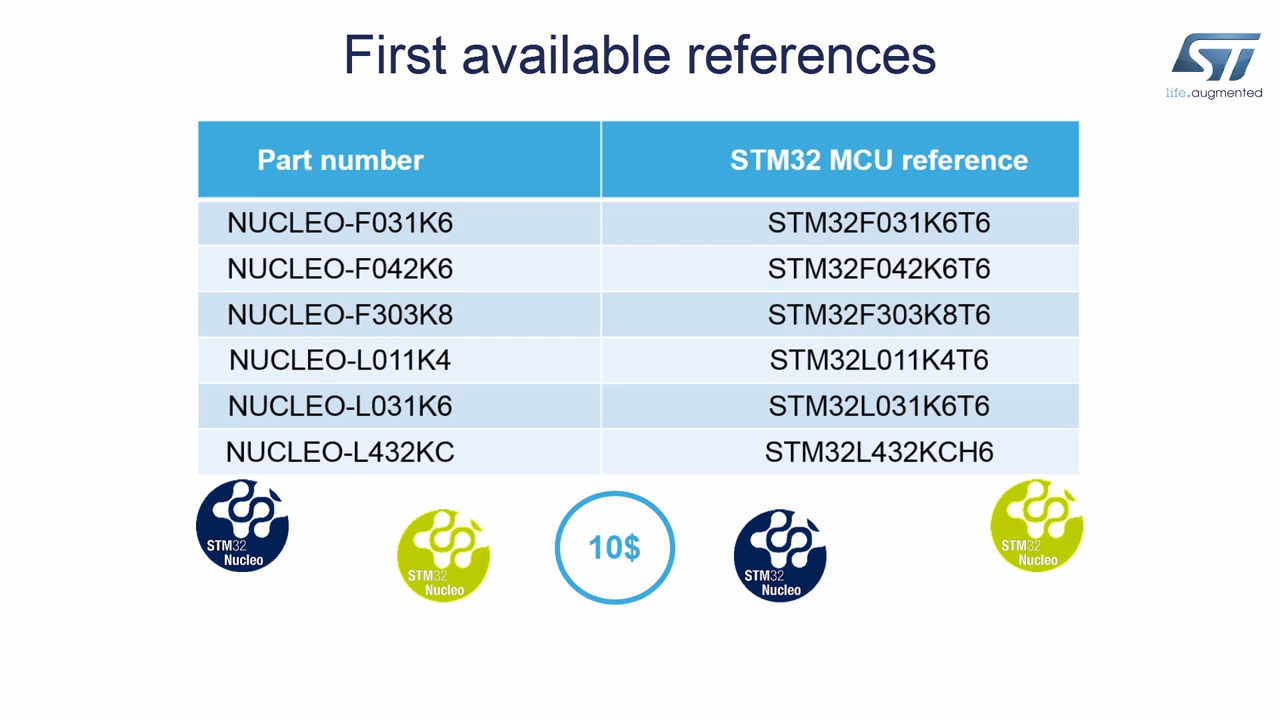 First available references
ST
life.augmented
Part number STM32 MCU reference
NUCLEO-F031K6 STM32F031K6T6
NUCLEO-F042K6 STM32F042K6T6
NUCLEO-F303K8 STM32F303K8T6
NUCLEO-L011K4 STM32L011K4T6
NUCLEO-L031K6 STM32L031K6T6
NUCLEO-L432KC STM32L432KCH6
STM32
Nucleo
STM32
Nucleo
10$
STM32
Nucleo
STM32
Nucleo